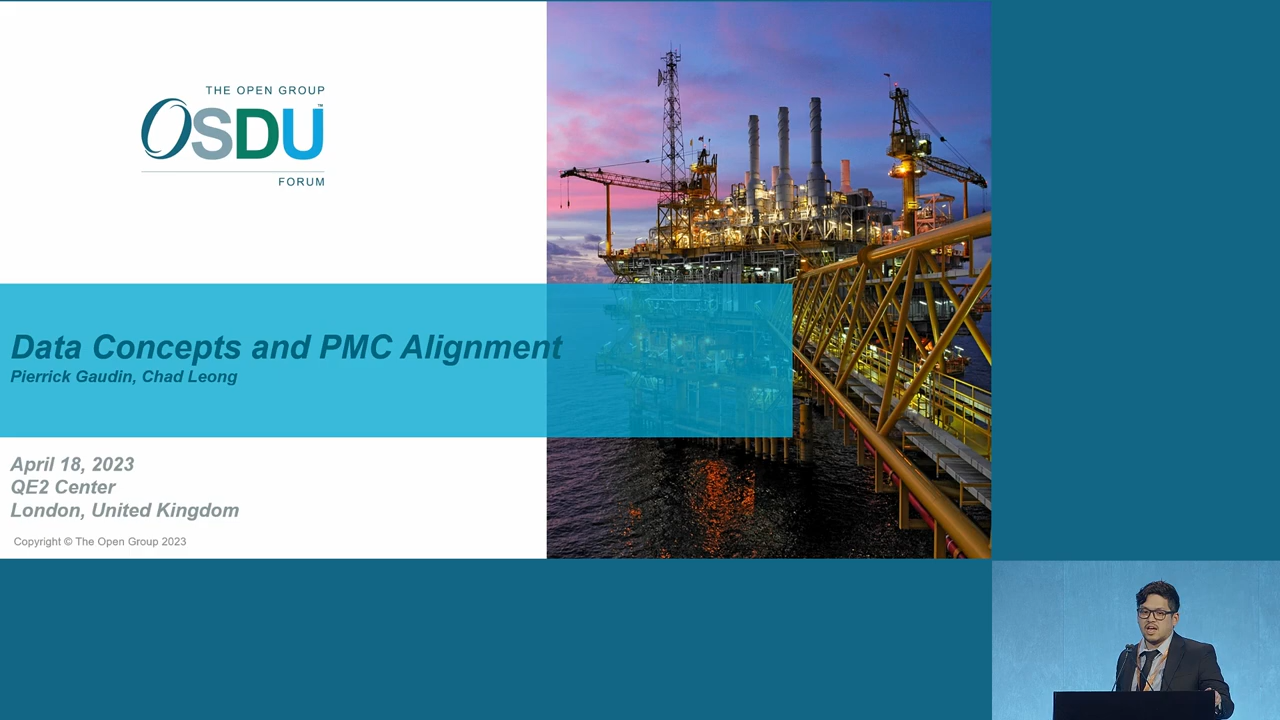 THE OPEN GROUP
OSDU™
FORUM
Data Concepts and PMC Alignment
Pierrick Gaudin, Chad Leong
April 18, 2023
QE2 Center
London, United Kingdom
Copyright © The Open Group 2023